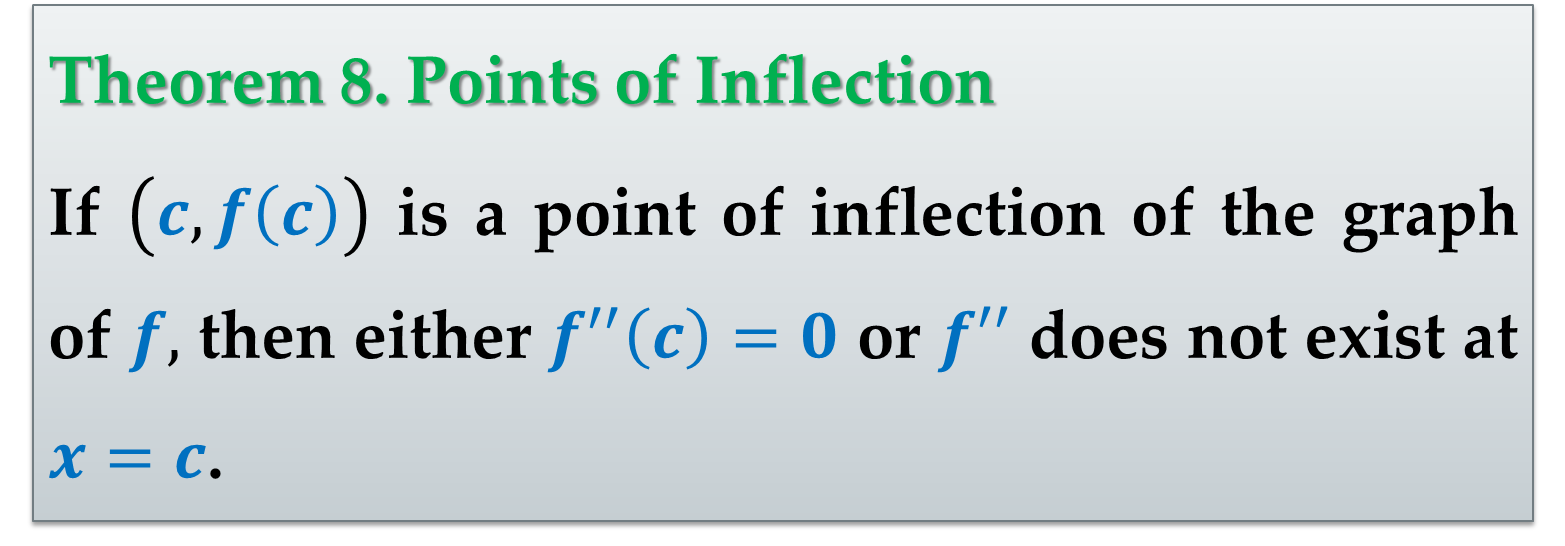 Theorem 8. Points of Inflection
If (c, f(c)) is a point of inflection of the graph
of f, then either f′′(c) = 0 or f′′ does not exist at
x = c.